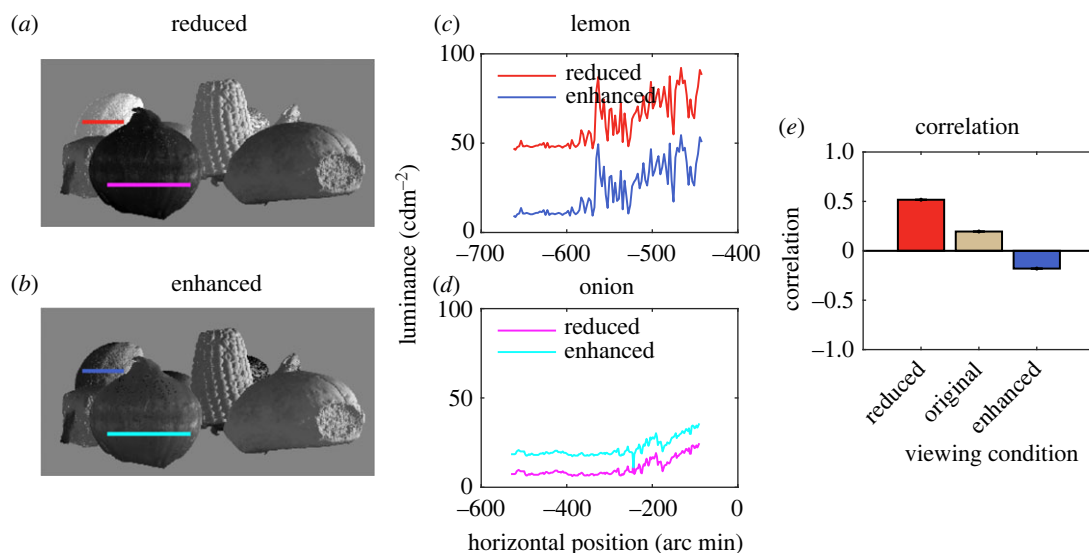 (a) reduced
(b) enhanced
(c) lemon
reduced
enhanced
100
50
0
–700 –600 –500 –400
luminance (cdm–2)
(d) onion
reduced
enhanced
100
50
0
–600 –400 –200 0
horizontal position (arc min)
(e) correlation
1.0
0.5
0
–0.5
–1.0
correlation
reduced
original
enhanced
viewing condition